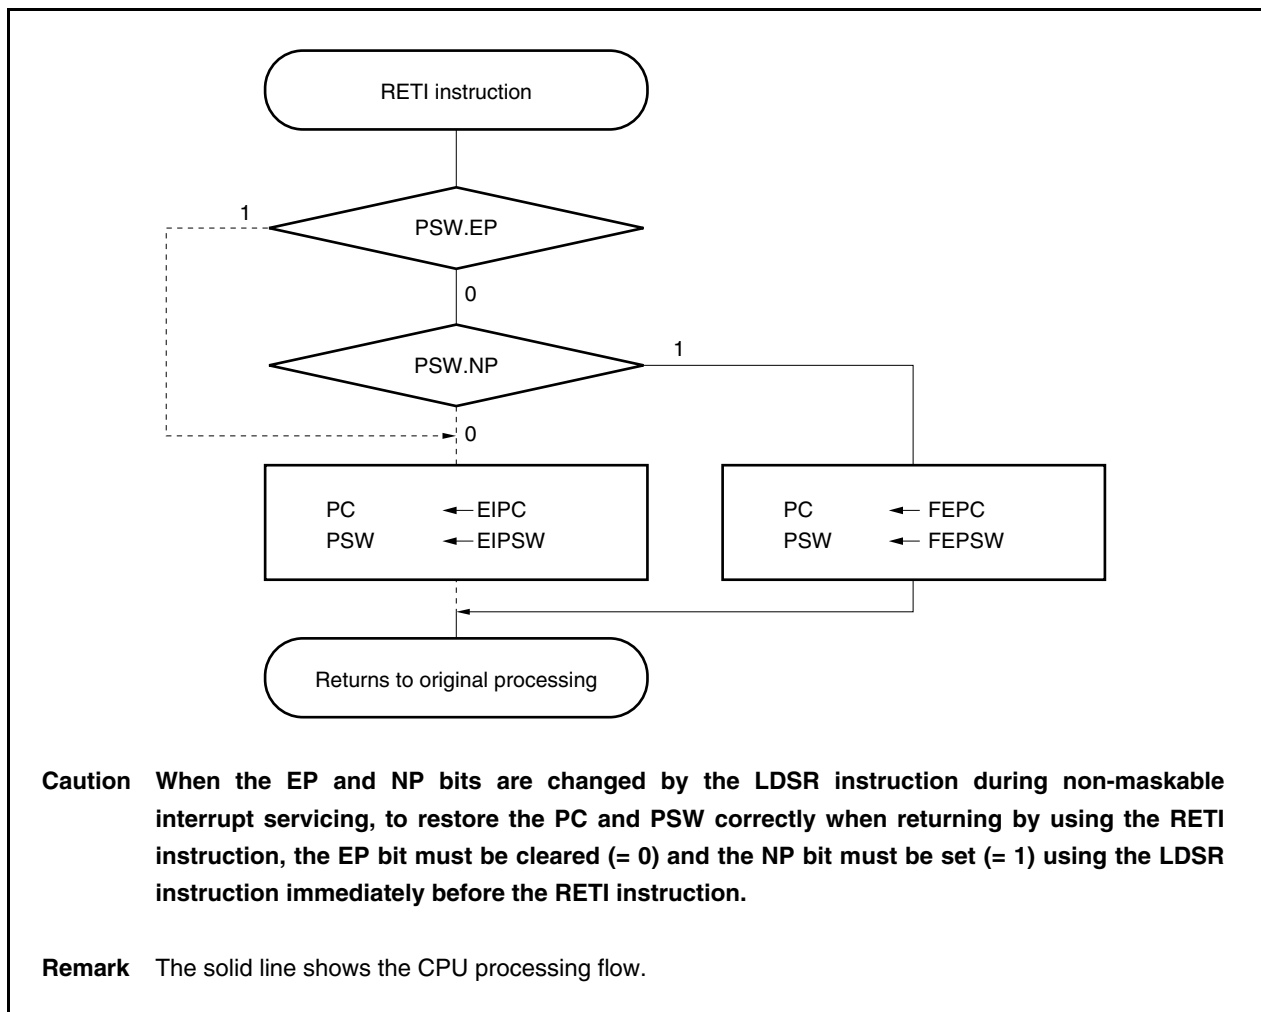 RETI instruction
1
PSW.EP
0
PSW.NP
1
0
PC ← EIPC
PSW ← EIPSW
PC ← FEPC
PSW ← FEPSW
Returns to original processing
Caution When the EP and NP bits are changed by the LDSR instruction during non-maskable
interrupt servicing, to restore the PC and PSW correctly when returning by using the RETI
instruction, the EP bit must be cleared (= 0) and the NP bit must be set (= 1) using the LDSR
instruction immediately before the RETI instruction.
Remark The solid line shows the CPU processing flow.